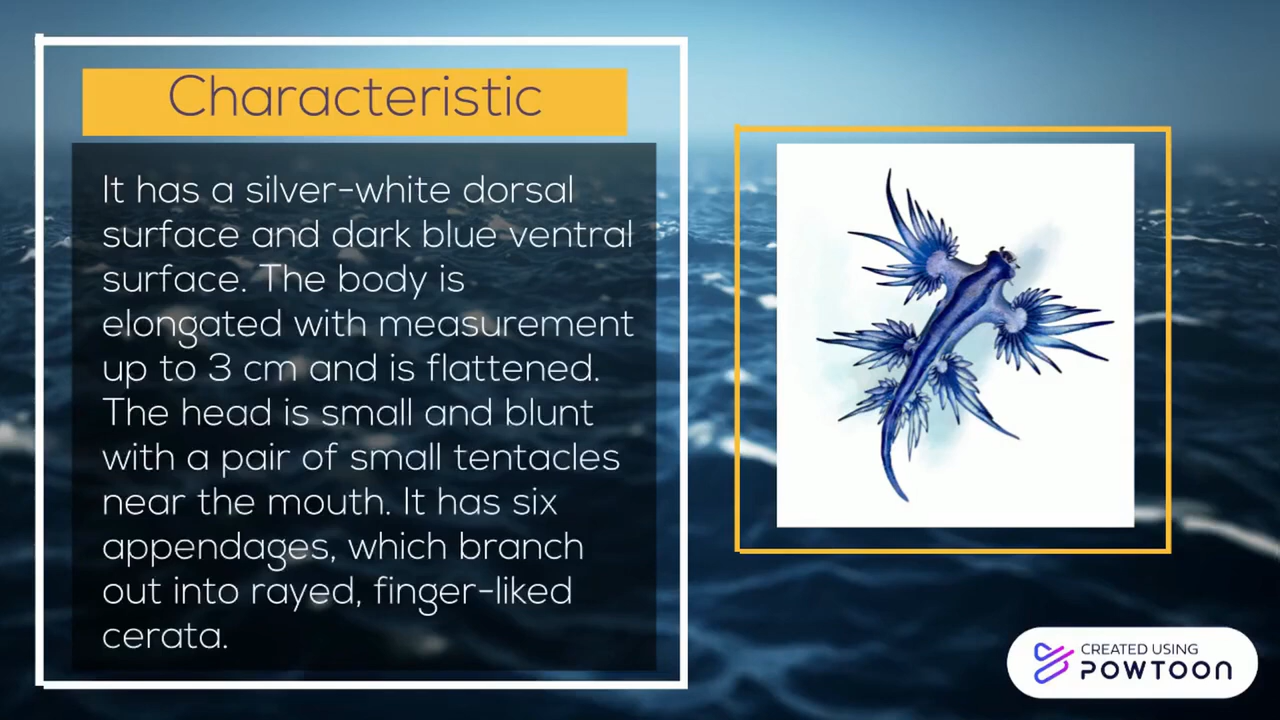 Characteristic
It has a silver-white dorsal
surface and dark blue ventral
surface. The body is
elongated with measurement
up to 3 cm and is flattened.
The head is small and blunt
with a pair of small tentacles
near the mouth. It has six
appendages, which branch
out into rayed, finger-liked
cerata.
CREATED USING
POWTOON